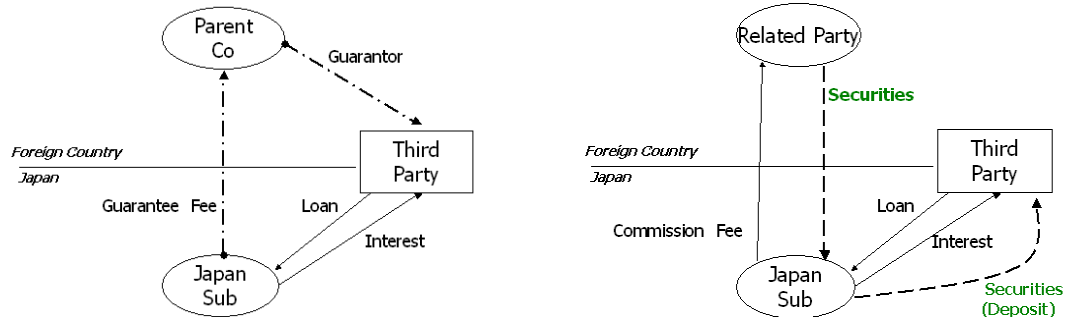 Parent
Co
Guarantor
Foreign Country
Japan
Third
Party
Guarantee Fee
Loan
Interest
Japan
Sub
Related Party
Securities
Foreign Country
Japan
Third
Party
Commission Fee
Loan
Interest
Japan
Sub
Securities
(Deposit)